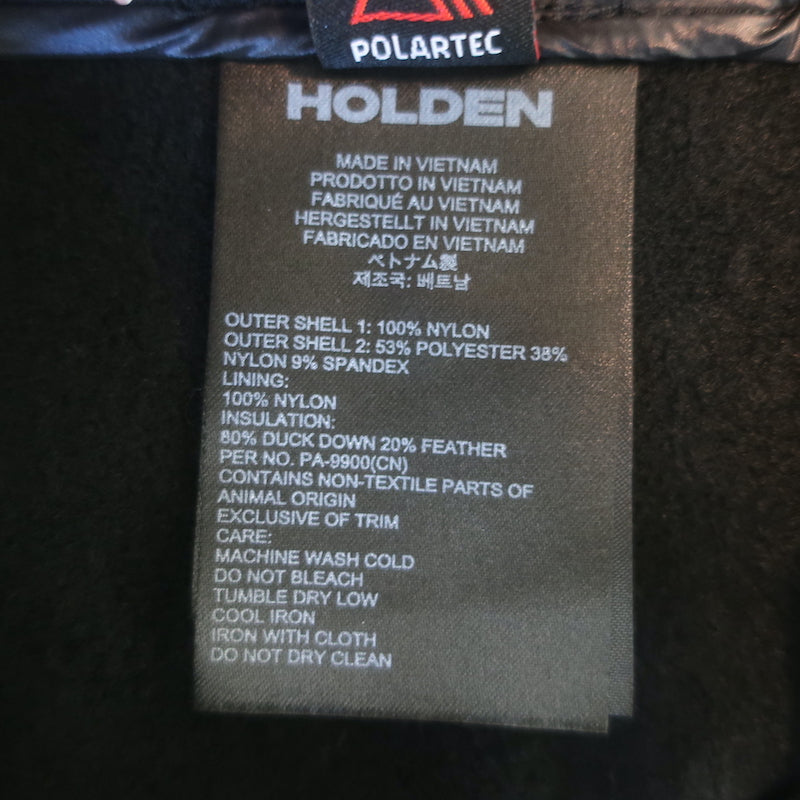 POLARTEC
HOLDEN
MADE IN VIETNAM
PRODOTTO IN VIETNAM
FABRIQUÉ AU VIETNAM
HERGESTELLT IN VIETNAM
FABRICADO EN VIETNAM
ベトナム製
제조국: 베트남
OUTER SHELL 1: 100% NYLON
OUTER SHELL 2: 53% POLYESTER 38%
NYLON 9% SPANDEX
LINING:
100% NYLON
INSULATION:
80% DUCK DOWN 20% FEATHER
PER NO. PA-9900(CN)
CONTAINS NON-TEXTILE PARTS OF
ANIMAL ORIGIN
EXCLUSIVE OF TRIM
CARE:
MACHINE WASH COLD
DO NOT BLEACH
TUMBLE DRY LOW
COOL IRON
IRON WITH CLOTH
DO NOT DRY CLEAN